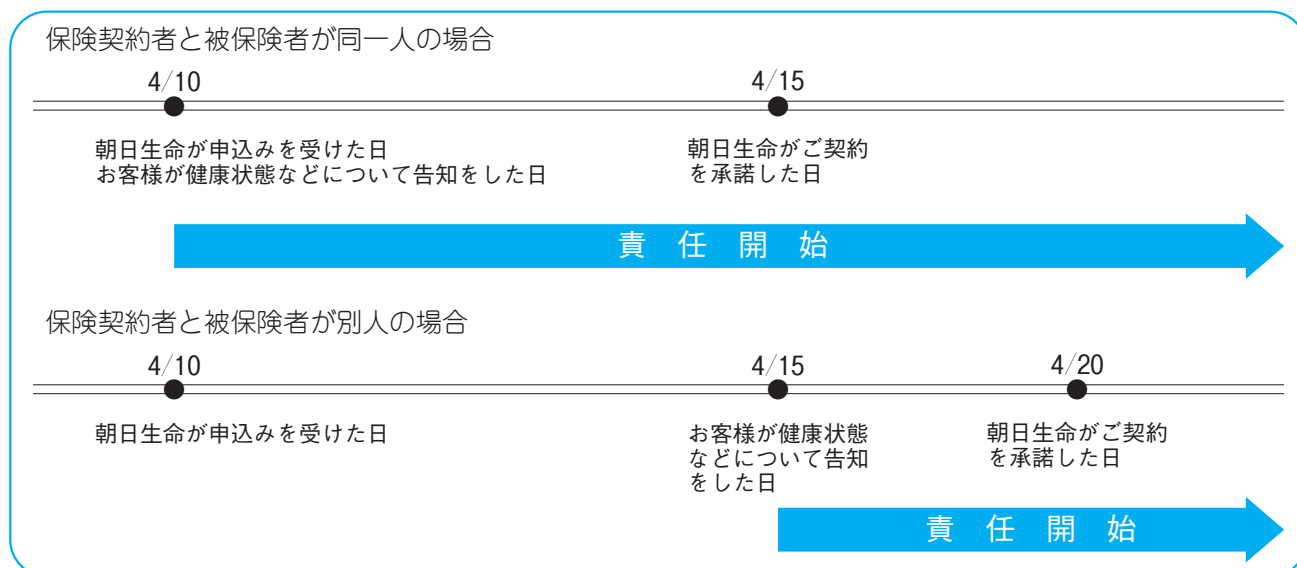 保険契約者と被保険者が同一人の場合
4/10
4/15
朝日生命が申込みを受けた日
お客様が健康状態などについて告知をした日
朝日生命がご契約
を承諾した日
責任開始
保険契約者と被保険者が別人の場合
4/10
4/15
4/20
朝日生命が申込みを受けた日
お客様が健康状態
などについて告知
をした日
朝日生命がご契約
を承諾した日
責任開始